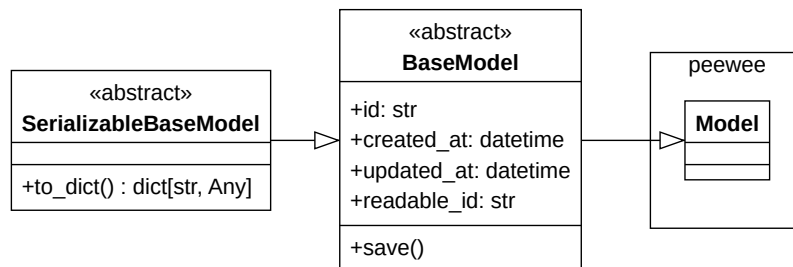 «abstract»
SerializableBaseModel
+to_dict() : dict[str, Any]
«abstract»
BaseModel
+id: str
+created_at: datetime
+updated_at: datetime
+readable_id: str
+save()
peewee
Model